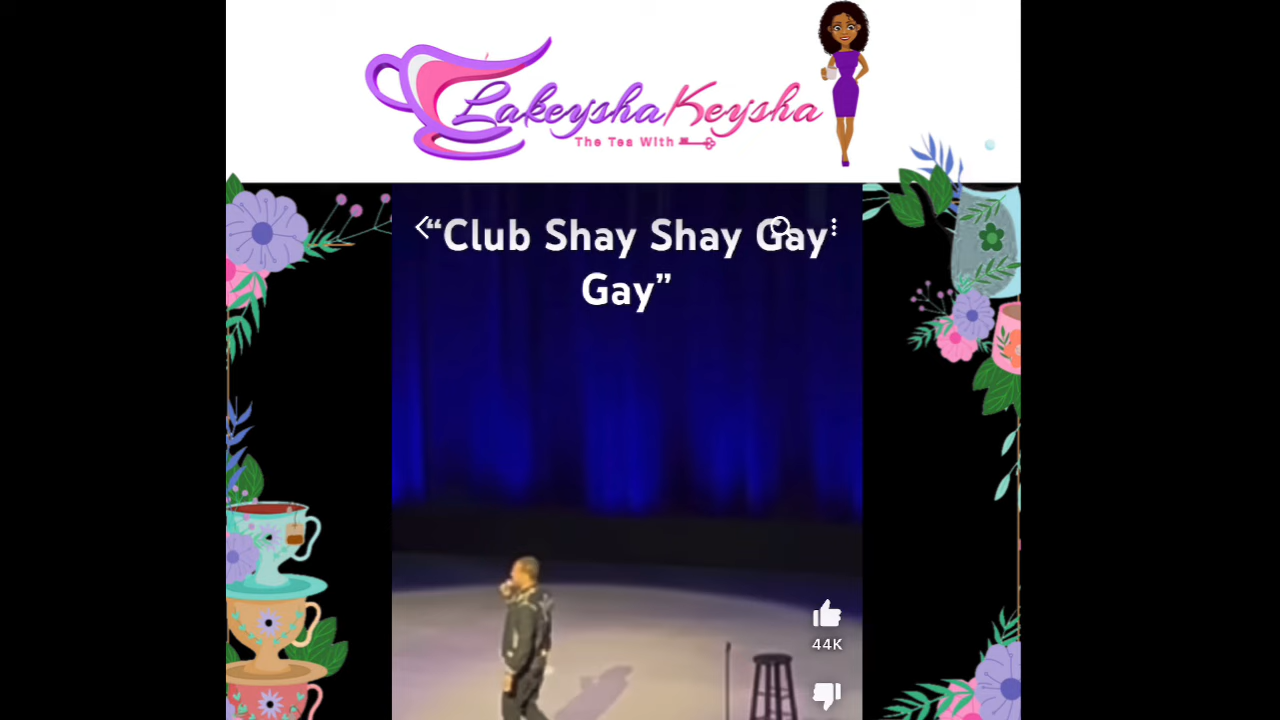 LakeyshaKeysha
The Tea With
“Club Shay Shay Gay
Gay”
44K